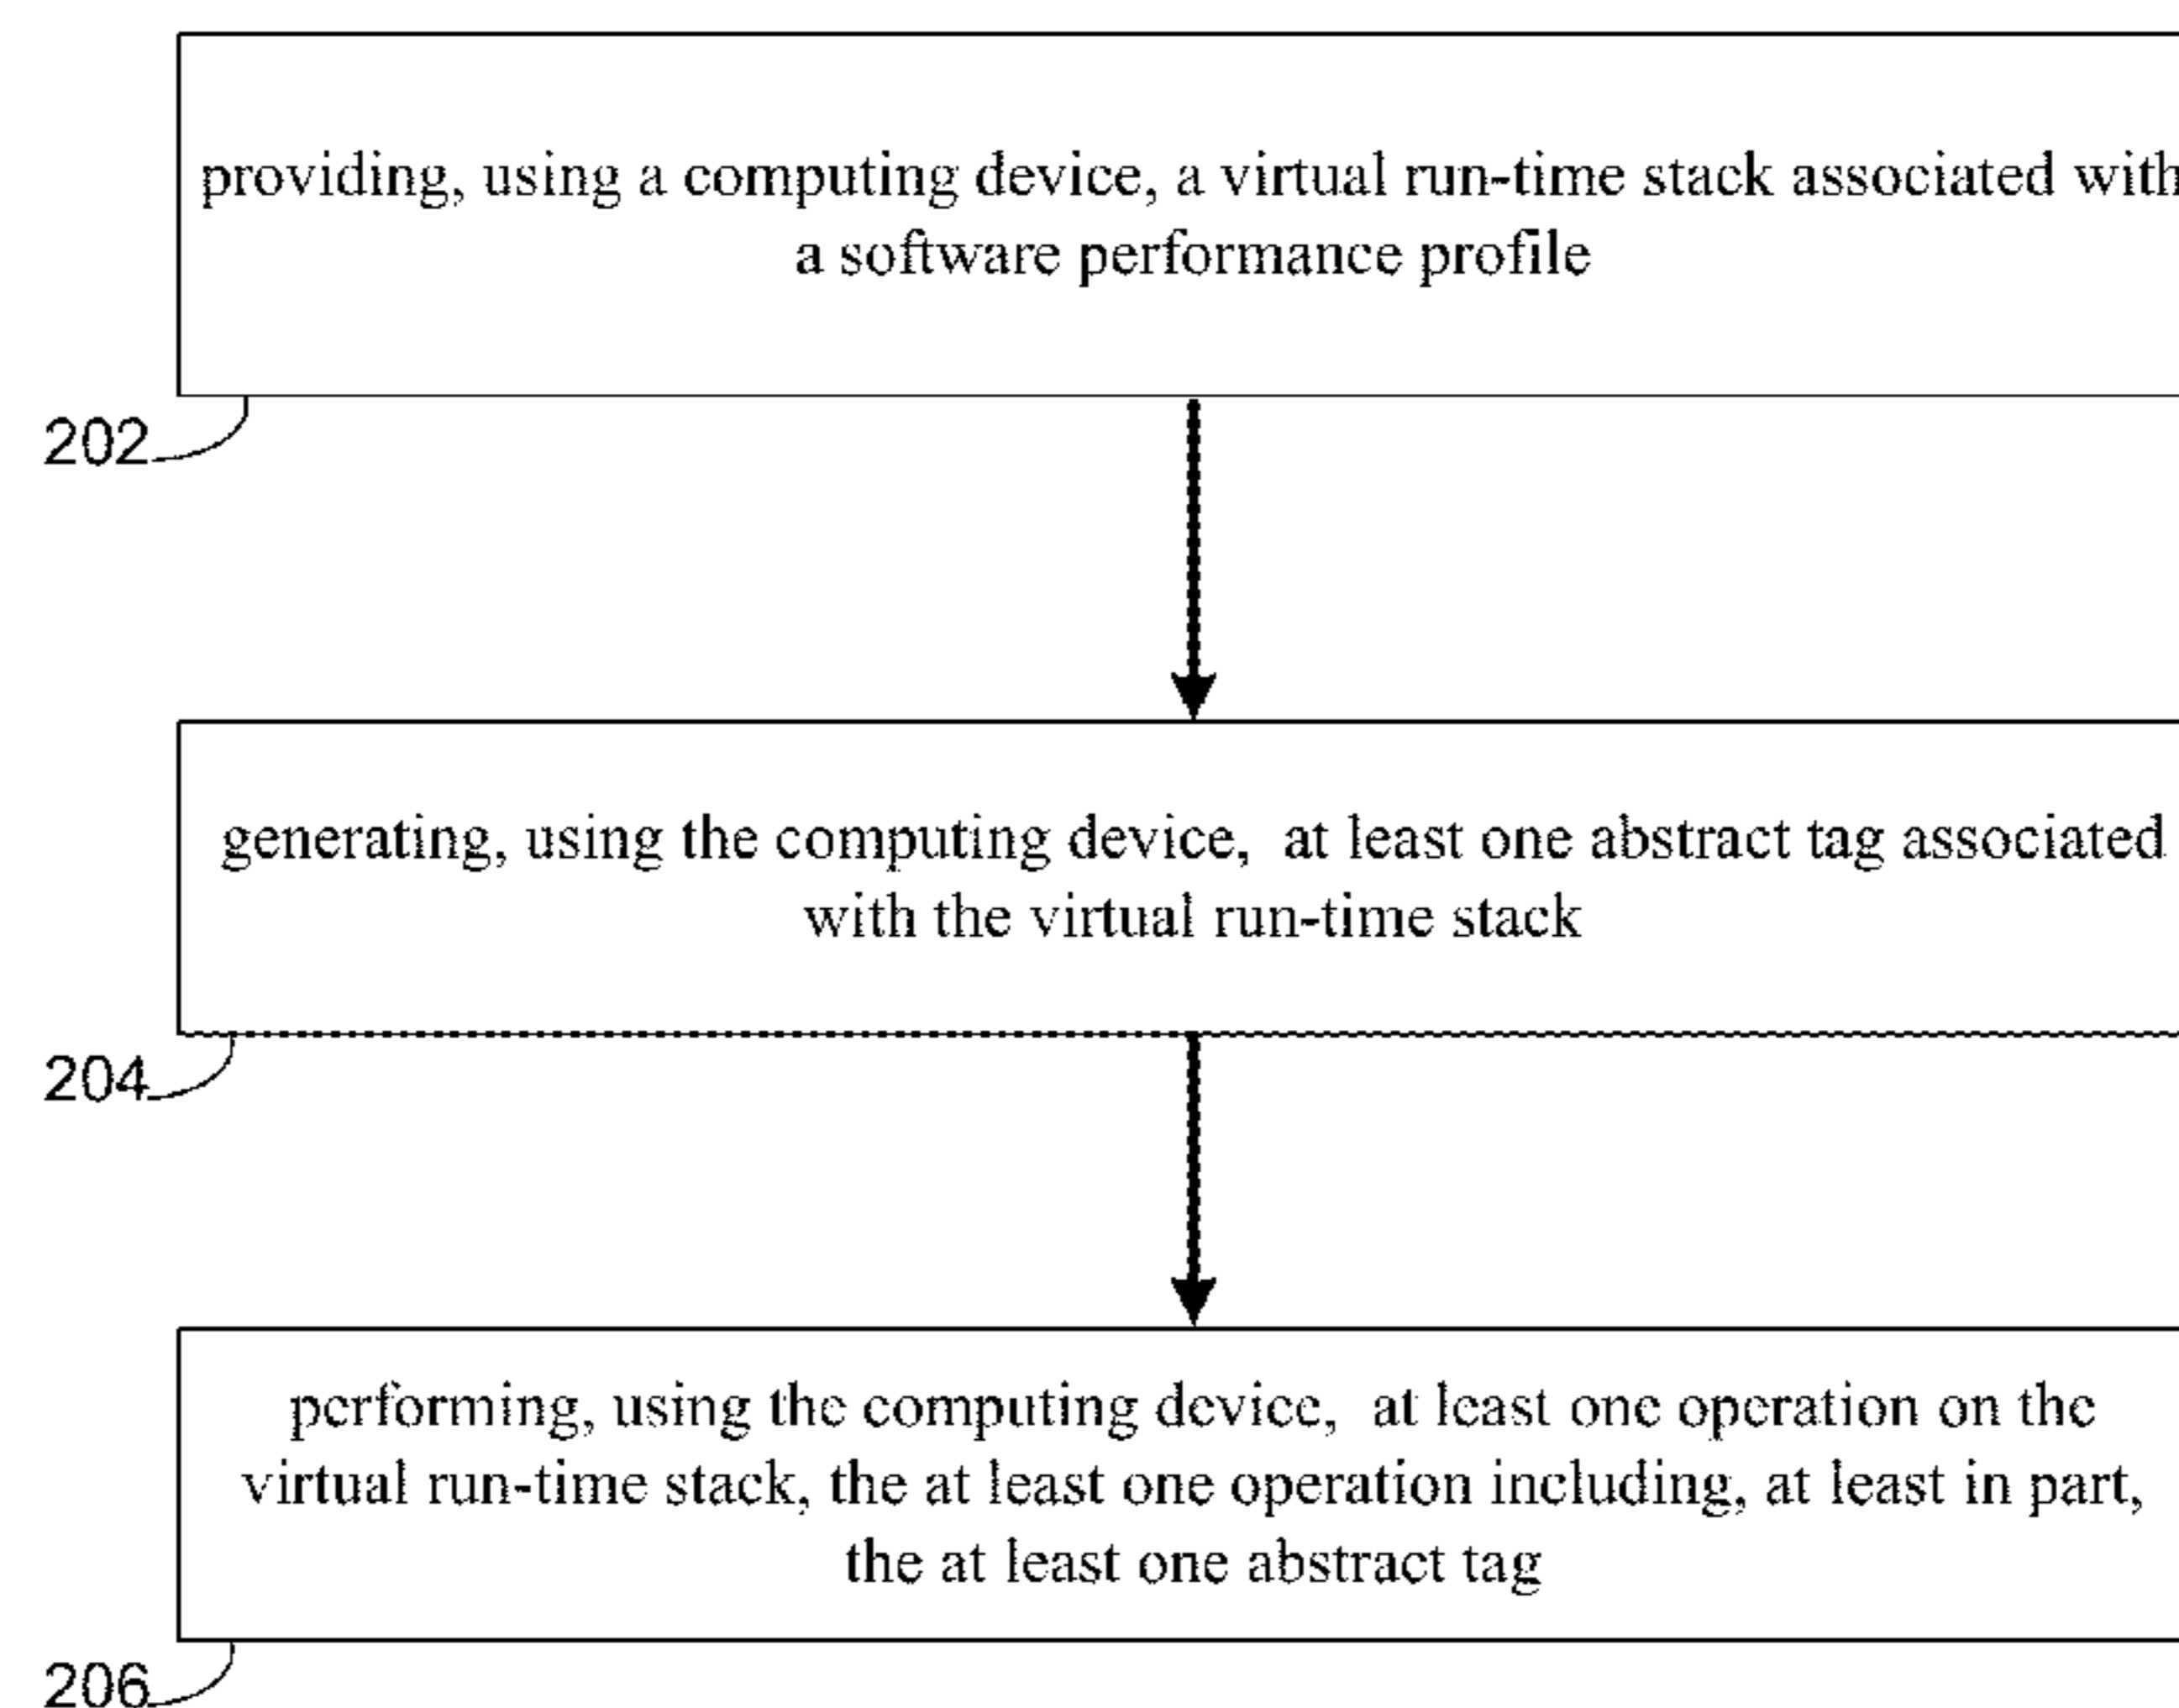 providing, using a computing device, a virtual run-time stack associated with
a software performance profile
202
generating, using the computing device, at least one abstract tag associated
with the virtual run-time stack
204
performing, using the computing device, at least one operation on the
virtual run-time stack, the at least one operation including, at least in part,
the at least one abstract tag
206